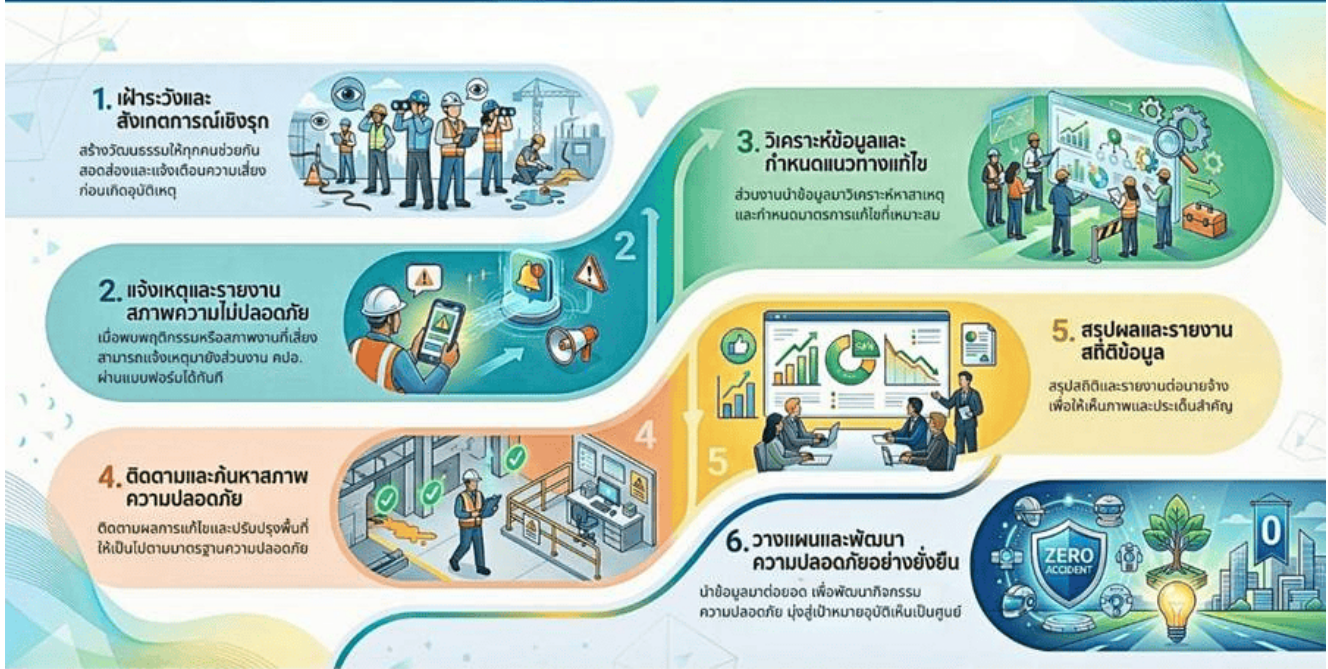 1. เฝ้าระวังและ
สังเกตการณ์เชิงรุก
สร้างวัฒนธรรมให้ทุกคนช่วยกัน
สอดส่องและแจ้งเตือนความเสี่ยง
ก่อนเกิดอุบัติเหตุ
2. แจ้งเหตุและรายงาน
สภาพความไม่ปลอดภัย
เมื่อพบพฤติกรรมหรือสภาพงานที่เสี่ยง
สามารถแจ้งเหตุมายังส่วนงาน คปอ.
ผ่านแบบฟอร์มได้ทันที
2
3. วิเคราะห์ข้อมูลและ
กำหนดแนวทางแก้ไข
ส่วนงานนำข้อมูลมาวิเคราะห์หาสาเหตุ
และกำหนดมาตรการแก้ไขที่เหมาะสม
4. ติดตามและค้นหาสภาพ
ความปลอดภัย
ติดตามผลการแก้ไขและปรับปรุงพื้นที่
ให้เป็นไปตามมาตรฐานความปลอดภัย
4
5
5. สรุปผลและรายงาน
สถิติข้อมูล
สรุปสถิติและรายงานต่อนายจ้าง
เพื่อให้เห็นภาพและประเด็นสำคัญ
6. วางแผนและพัฒนา
ความปลอดภัยอย่างยั่งยืน
นำข้อมูลมาต่อยอด เพื่อพัฒนากิจกรรม
ความปลอดภัย มุ่งสู่เป้าหมายอุบัติเห็นเป็นศูนย์
ZERO
ACCIDENT
0